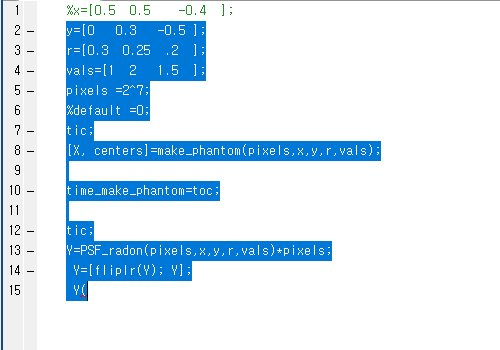 1 %x=[0.5 0.5 -0.4 ];
2 – y=[0 0.3 -0.5 ];
3 – r=[0.3 0.25 .2 ];
4 – vals=[1 2 1.5 ];
5 – pixels =2^7;
6 – %default =0;
7 – tic;
8 – [X, centers]=make_phantom(pixels,x,y,r,vals);
9
10 – time_make_phantom=toc;
11
12 – tic;
13 – Y=PSF_radon(pixels,x,y,r,vals)*pixels;
14 – Y=[fliplr(Y); Y];
15 Y(